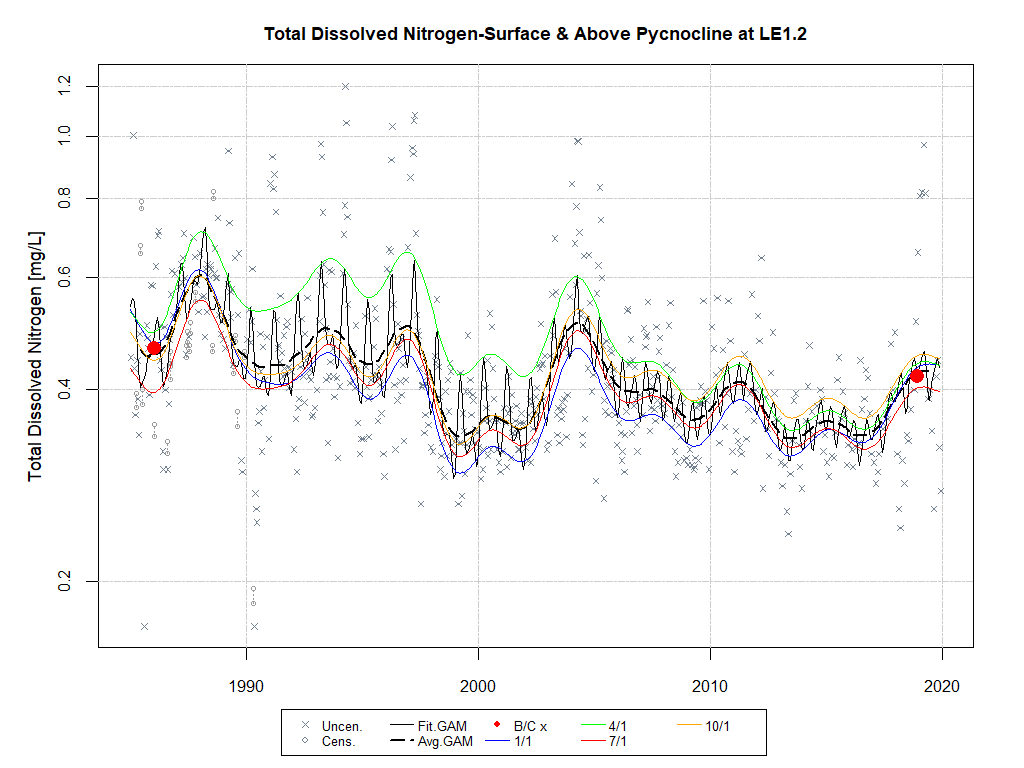 Total Dissolved Nitrogen-Surface & Above Pycnocline at LE1.2
Total Dissolved Nitrogen [mg/L]
1.2
1.0
0.8
0.6
0.4
0.2
1990 2000 2010 2020
Uncen. Fit.GAM B/C x 4/1 10/1
Cens. Avg.GAM 1/1 7/1